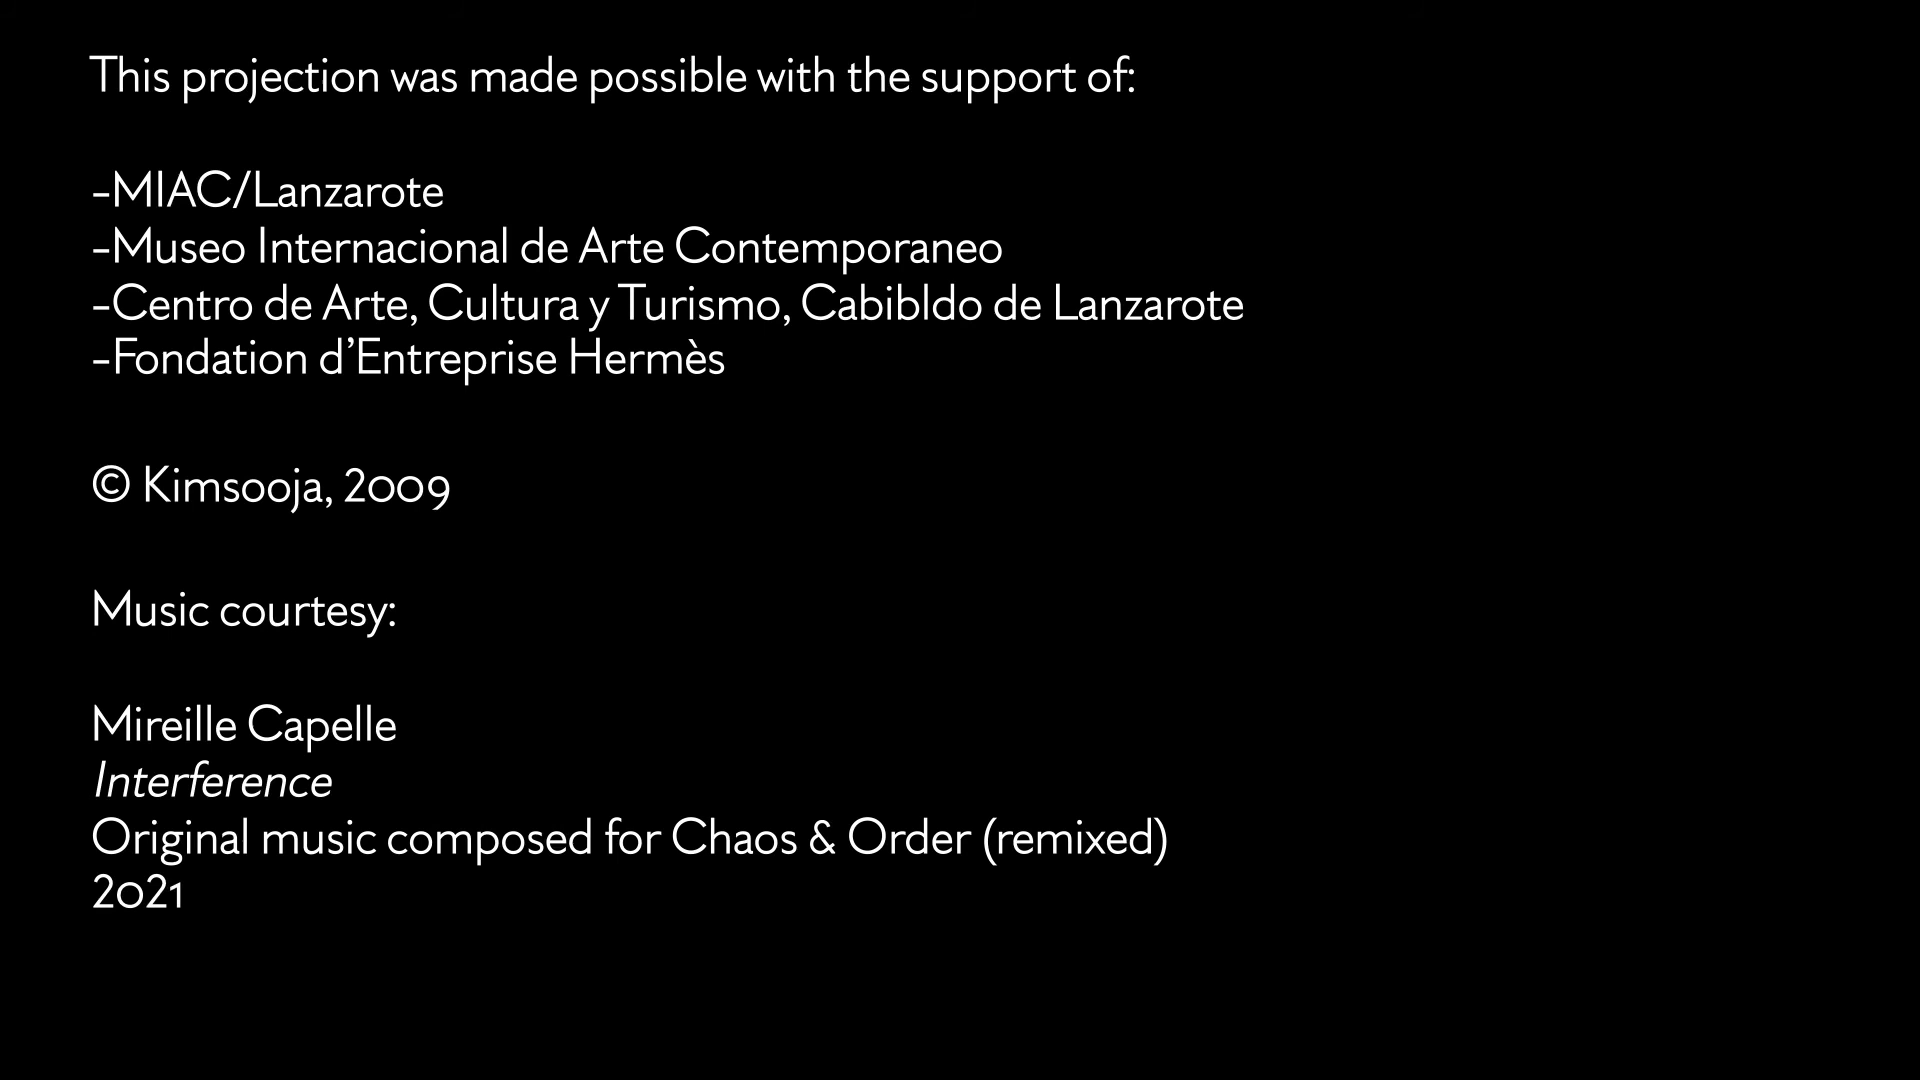 This projection was made possible with the support of:
-MIAC/Lanzarote
-Museo Internacional de Arte Contemporaneo
-Centro de Arte, Cultura y Turismo, Cabibldo de Lanzarote
-Fondation d’Entreprise Hermès
© Kimsooja, 2009
Music courtesy:
Mireille Capelle
Interference
Original music composed for Chaos & Order (remixed)
2021